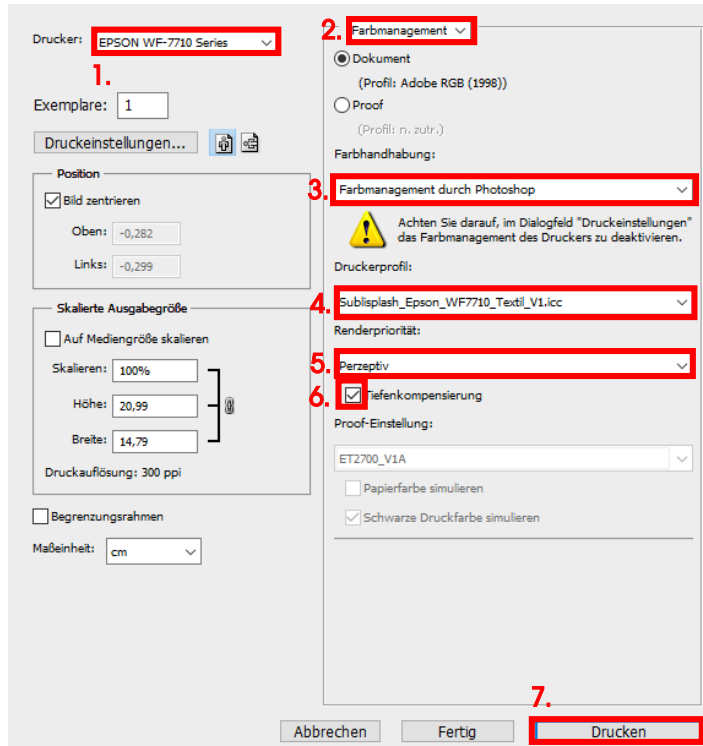 Drucker: EPSON WF-7710 Series
1.
Exemplare: 1
Druckeinstellungen...
Position
Bild zentrieren
Oben: -0,282
Links: -0,299
Skalierte Ausgabegröße
Auf Mediengröße skalieren
Skalieren: 100%
Höhe: 20,99
Breite: 14,79
Druckauflösung: 300 ppi
Begrenzungsrahmen
Maßeinheit: cm
2. Farbmanagement
Dokument
(Profil: Adobe RGB (1998))
Proof
(Profil: n. zutr.)
Farbhandhabung:
3. Farbmanagement durch Photoshop
Achten Sie darauf, im Dialogfeld "Druckeinstellungen"
das Farbmanagement des Druckers zu deaktivieren.
Druckerprofil:
4. Sublisplash_Epson_WF7710_Textil_V1.icc
Renderpriorität:
5. Perzeptiv
6. Tiefenkompensierung
Proof-Einstellung:
ET2700_V1A
Papierfarbe simulieren
Schwarze Druckfarbe simulieren
7.
Abbrechen Fertig Drucken